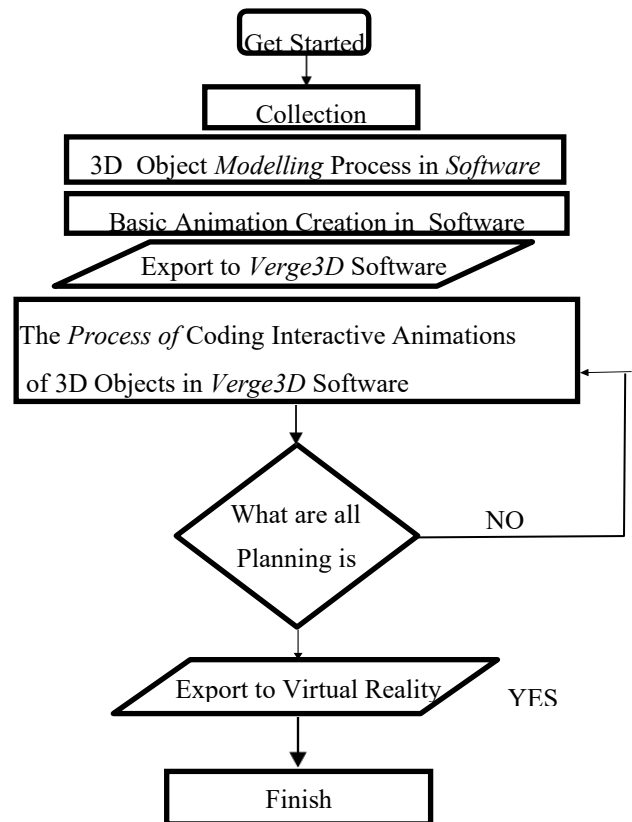 Get Started
Collection
3D Object Modelling Process in Software
Basic Animation Creation in Software
Export to Verge3D Software
The Process of Coding Interactive Animations
of 3D Objects in Verge3D Software
What are all
Planning is
NO
Export to Virtual Reality
YES
Finish